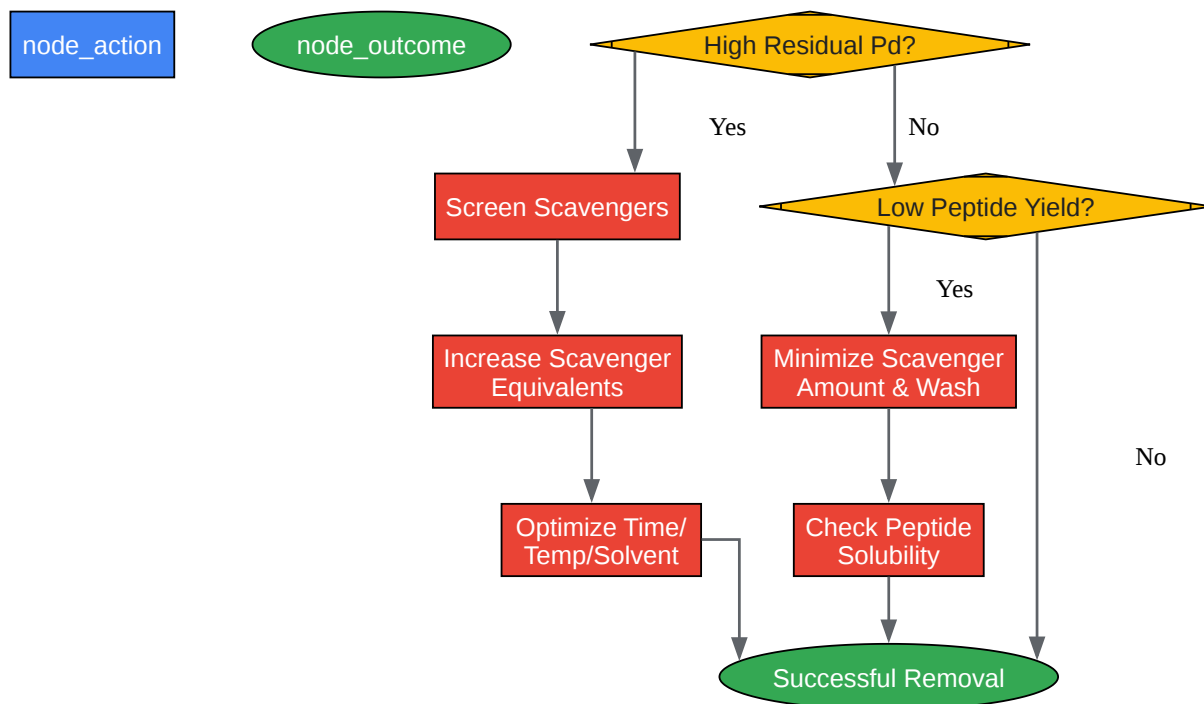 node_action
node_outcome
High Residual Pd?
Yes
No
Screen Scavengers
Low Peptide Yield?
Yes
Increase Scavenger
Equivalents
Minimize Scavenger
Amount & Wash
No
Optimize Time/
Temp/Solvent
Check Peptide
Solubility
Successful Removal